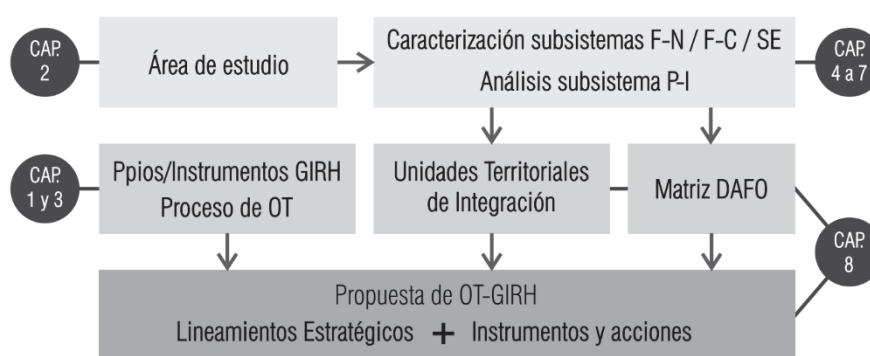 CAP.
2
Área de estudio
Caracterización subsistemas F-N / F-C / SE
Análisis subsistema P-I
CAP.
4 a 7
CAP.
1 y 3
Ppios/Instrumentos GIRH
Proceso de OT
Unidades Territoriales
de Integración
Matriz DAFO
CAP.
8
Propuesta de OT-GIRH
Lineamientos Estratégicos + Instrumentos y acciones